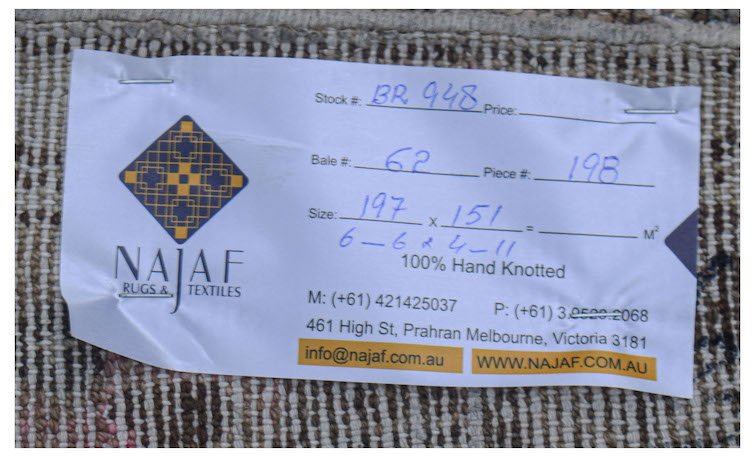 Stock #: BR 948 Price:
Bale #: 62 Piece #: 198
Size: 197 x 151 = M²
6-6 x 4-11
100% Hand Knotted
NAJAF
RUGS & TEXTILES
M: (+61) 421425037 P: (+61) 3.9529.2068
461 High St, Prahran Melbourne, Victoria 3181
info@najaf.com.au WWW.NAJAF.COM.AU